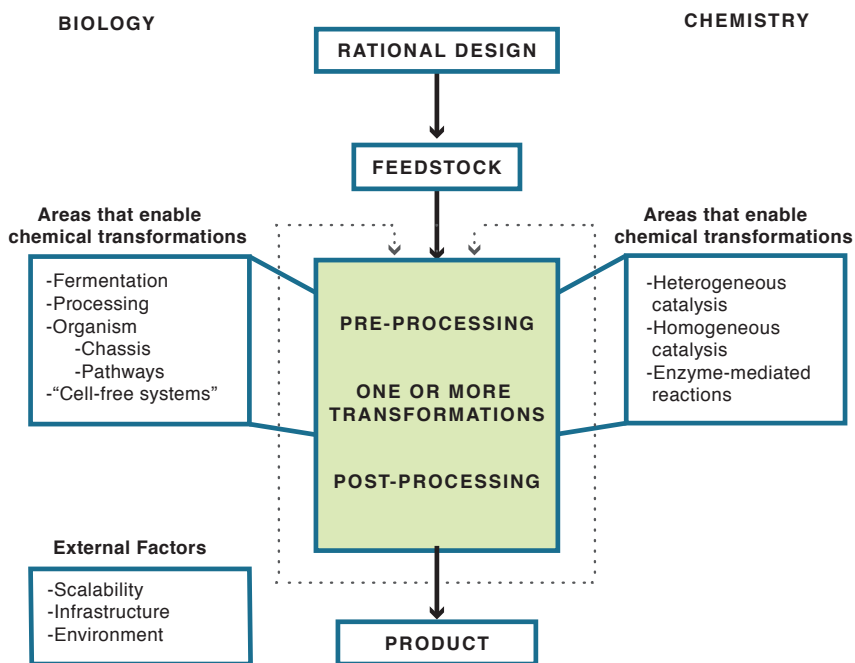 BIOLOGY
CHEMISTRY
RATIONAL DESIGN
FEEDSTOCK
Areas that enable
chemical transformations
-Fermentation
-Processing
-Organism
-Chassis
-Pathways
-“Cell-free systems”
PRE-PROCESSING
ONE OR MORE
TRANSFORMATIONS
POST-PROCESSING
Areas that enable
chemical transformations
-Heterogeneous
catalysis
-Homogeneous
catalysis
-Enzyme-mediated
reactions
External Factors
-Scalability
-Infrastructure
-Environment
PRODUCT